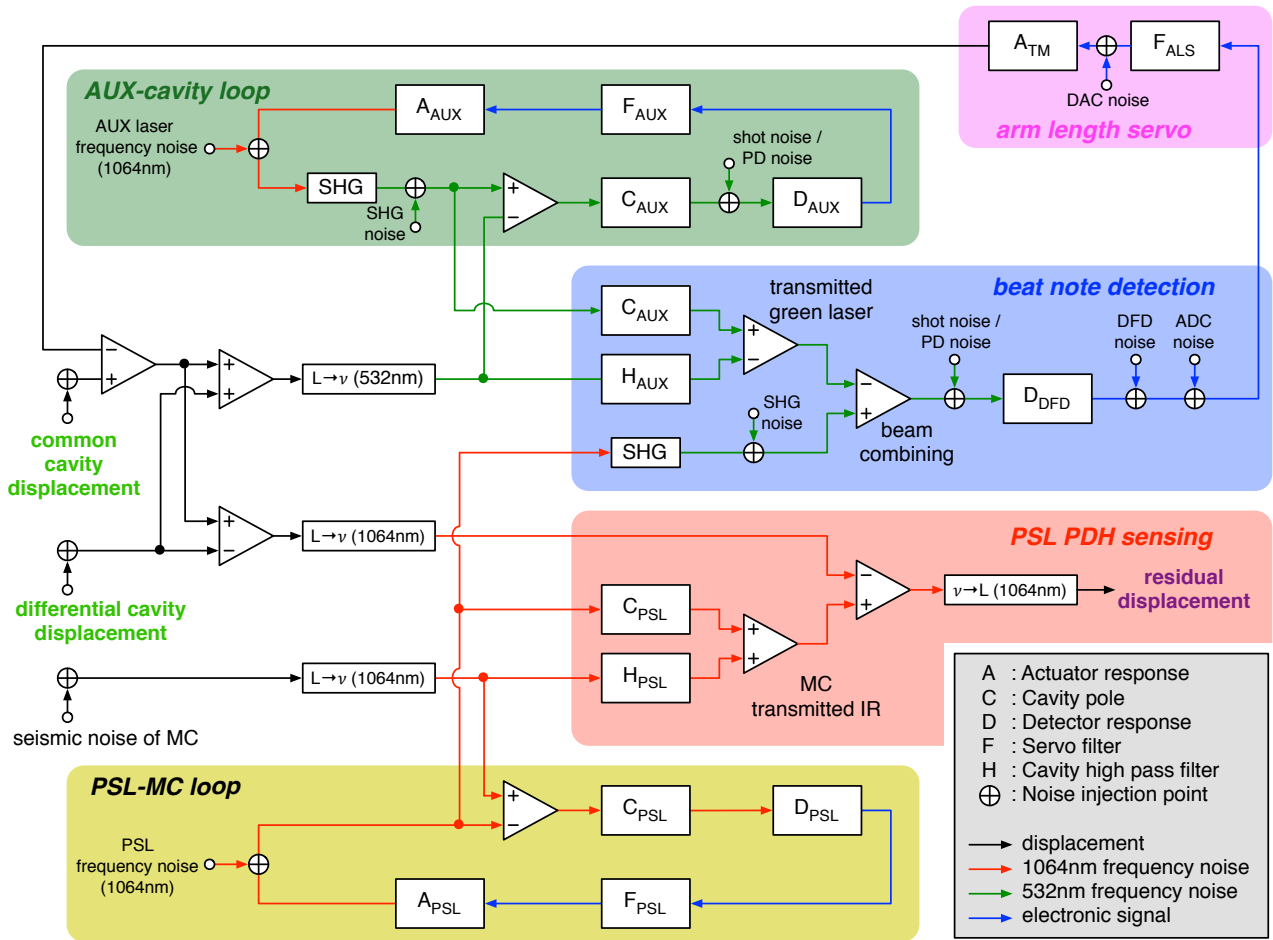 A_TM
F_ALS
DAC noise
arm length servo
AUX-cavity loop
AUX laser
frequency noise
(1064nm)
A_AUX
F_AUX
shot noise /
PD noise
SHG
SHG
noise
+
−
C_AUX
D_AUX
beat note detection
transmitted
green laser
C_AUX
H_AUX
+
−
shot noise /
PD noise
DFD
noise
ADC
noise
−
+
D_DFD
SHG
noise
SHG
beam
combining
−
+
+
+
L→ν (532nm)
common
cavity
displacement
+
−
L→ν (1064nm)
differential cavity
displacement
PSL PDH sensing
−
+
ν→L (1064nm)
residual
displacement
C_PSL
H_PSL
+
+
MC
transmitted IR
L→ν (1064nm)
seismic noise of MC
PSL-MC loop
PSL
frequency noise
(1064nm)
+
−
C_PSL
D_PSL
A_PSL
F_PSL
A : Actuator response
C : Cavity pole
D : Detector response
F : Servo filter
H : Cavity high pass filter
⊕ : Noise injection point
displacement
1064nm frequency noise
532nm frequency noise
electronic signal